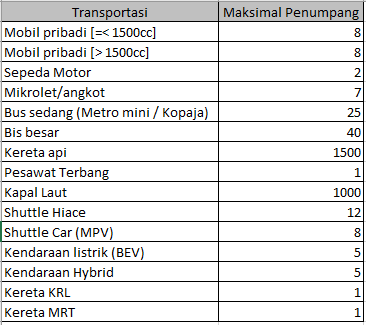 Transportasi Maksimal Penumpang
Mobil pribadi [=< 1500cc] 8
Mobil pribadi [> 1500cc] 8
Sepeda Motor 2
Mikrolet/angkot 7
Bus sedang (Metro mini / Kopaja) 25
Bis besar 40
Kereta api 1500
Pesawat Terbang 1
Kapal Laut 1000
Shuttle Hiace 12
Shuttle Car (MPV) 8
Kendaraan listrik (BEV) 5
Kendaraan Hybrid 5
Kereta KRL 1
Kereta MRT 1